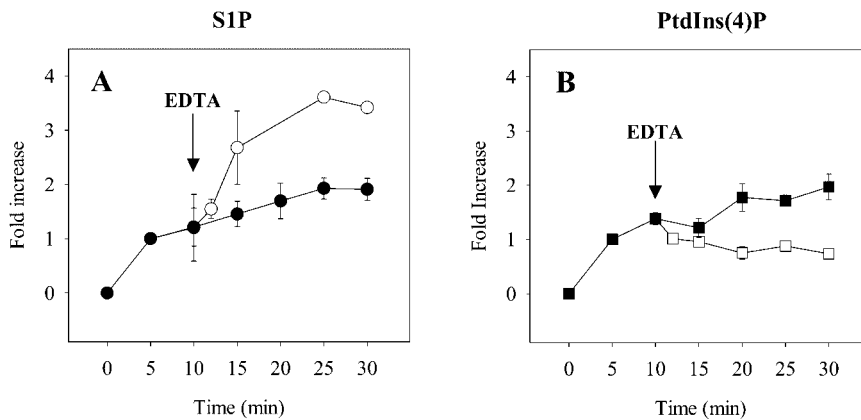 S1P
A
EDTA
4
3
2
1
0
Fold increase
0 5 10 15 20 25 30
Time (min)
PtdIns(4)P
B
EDTA
4
3
2
1
0
Fold Increase
0 5 10 15 20 25 30
Time (min)